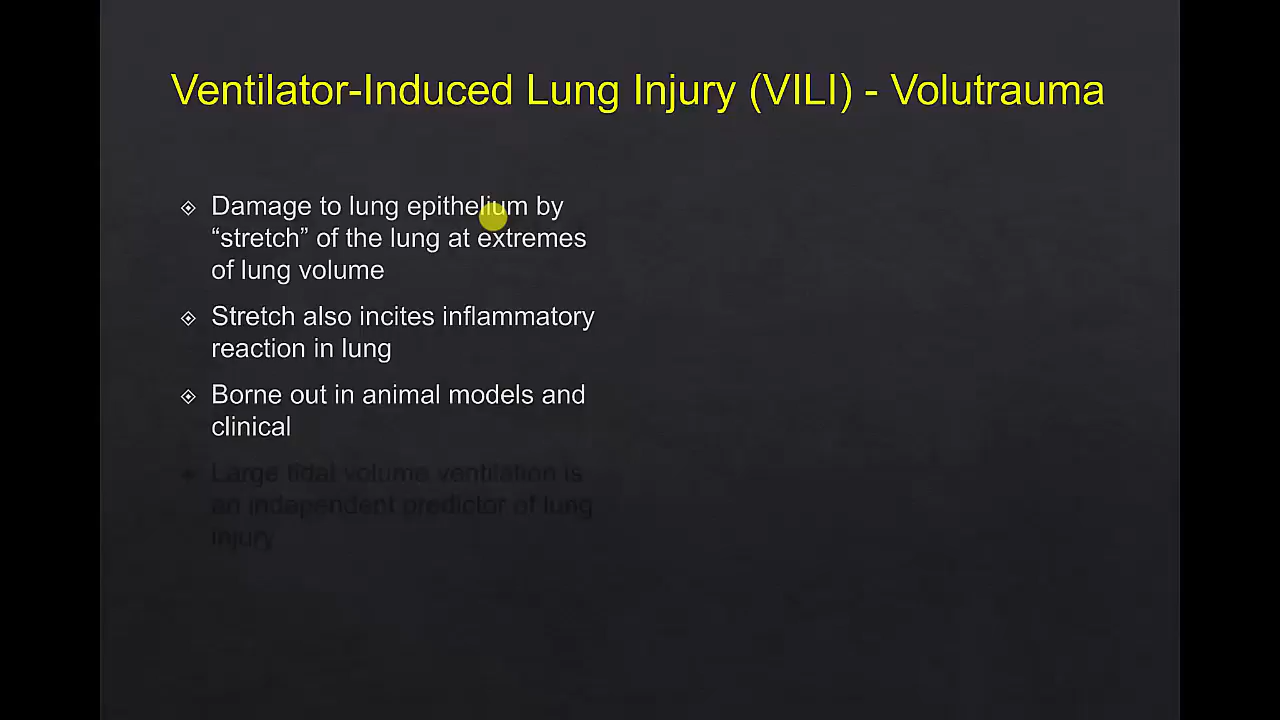 Ventilator-Induced Lung Injury (VILI) - Volutrauma
Damage to lung epithelium by
“stretch” of the lung at extremes
of lung volume
Stretch also incites inflammatory
reaction in lung
Borne out in animal models and
clinical
Large tidal volume ventilation is
an independent predictor of lung
injury